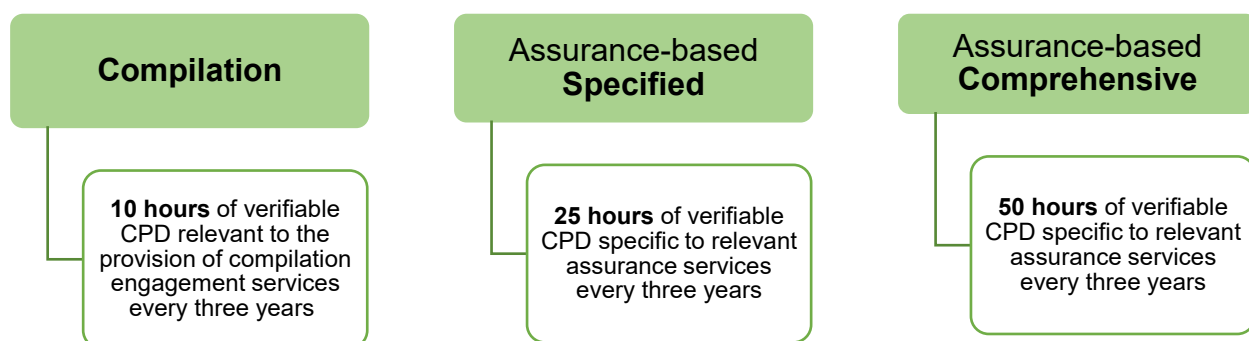 Compilation
10 hours of verifiable
CPD relevant to the
provision of compilation
engagement services
every three years
Assurance-based
Specified
25 hours of verifiable
CPD specific to relevant
assurance services
every three years
Assurance-based
Comprehensive
50 hours of verifiable
CPD specific to relevant
assurance services
every three years